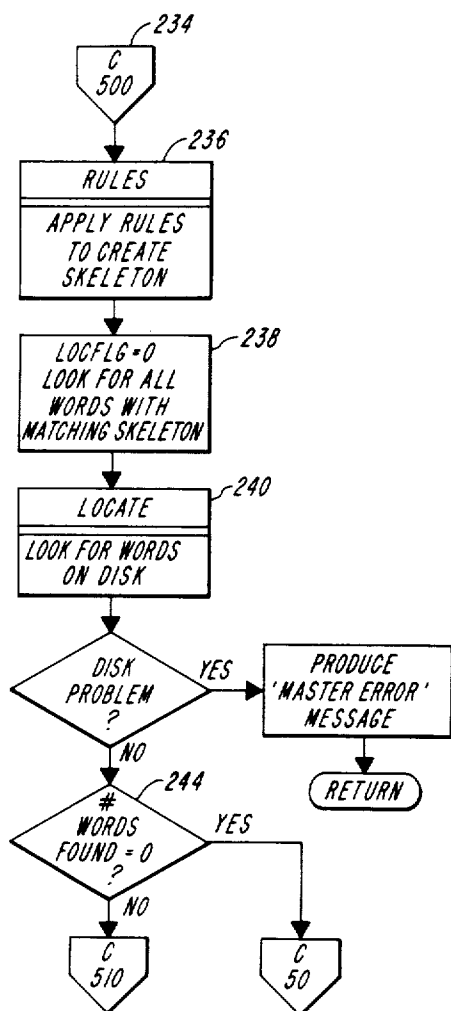 234
C
500
236
RULES
APPLY RULES
TO CREATE
SKELETON
238
LOCFLG=0
LOOK FOR ALL
WORDS WITH
MATCHING SKELETON
240
LOCATE
LOOK FOR WORDS
ON DISK
DISK
PROBLEM
?
YES
PRODUCE
'MASTER ERROR'
MESSAGE
RETURN
NO
244
#
WORDS
FOUND = 0
?
YES
NO
C
510
C
50